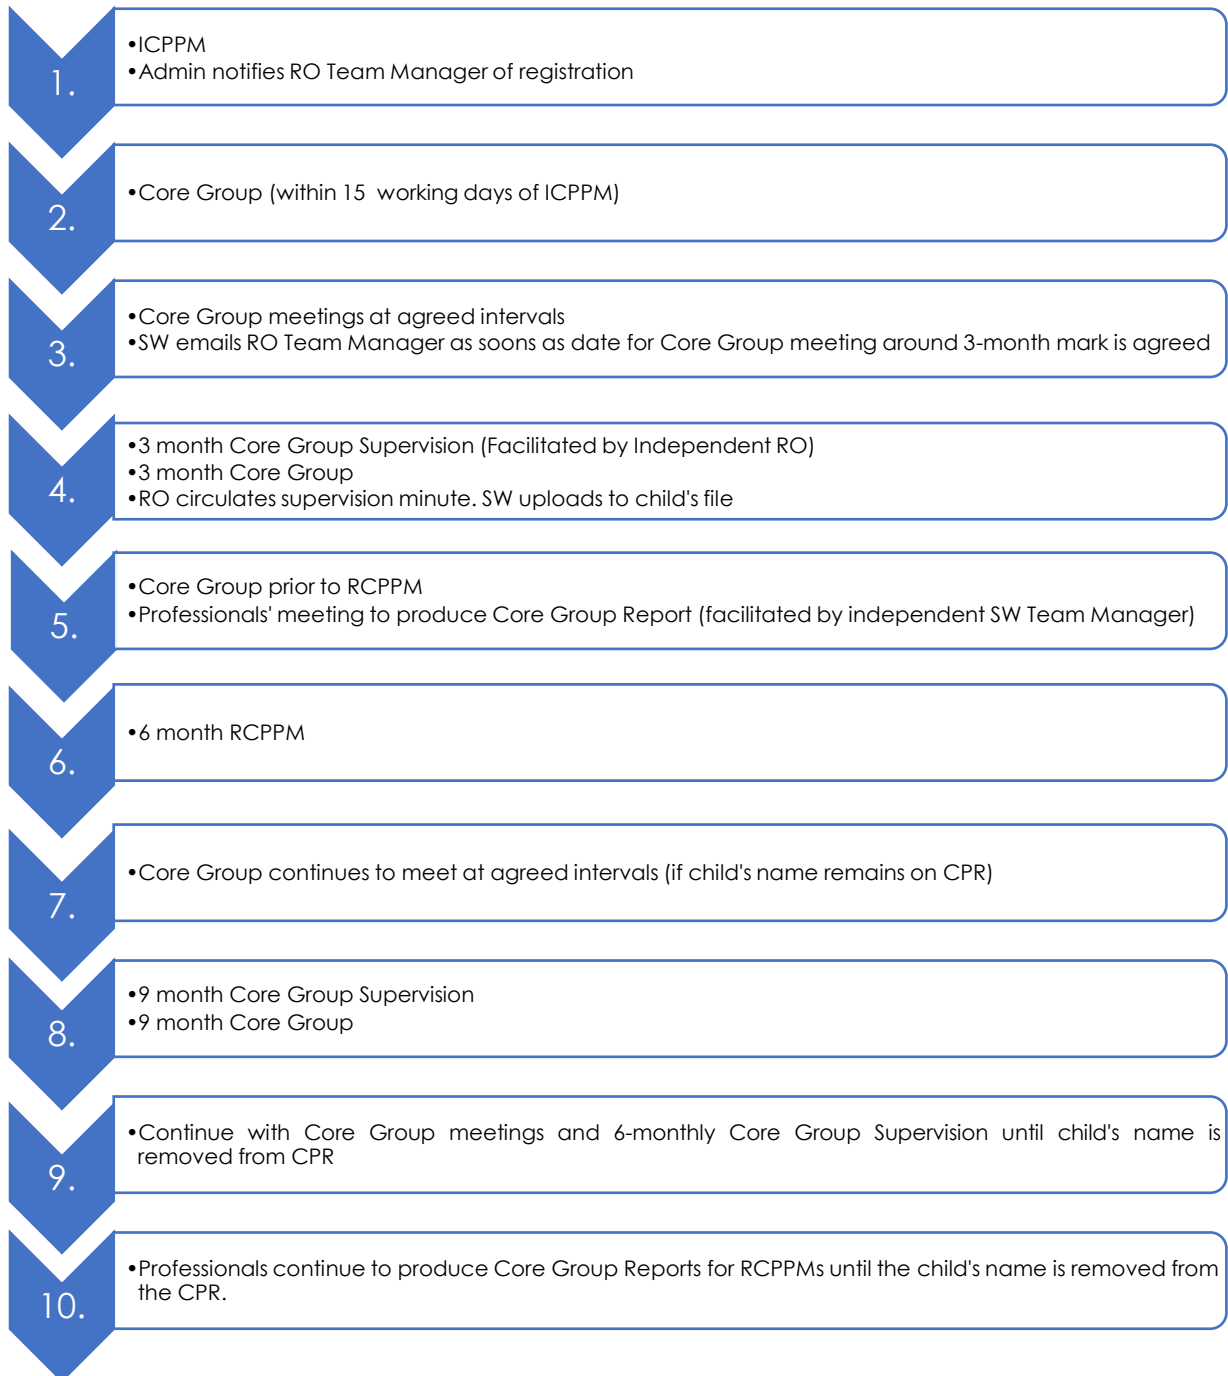 1.
•ICPPM
•Admin notifies RO Team Manager of registration
2.
•Core Group (within 15 working days of ICPPM)
3.
•Core Group meetings at agreed intervals
•SW emails RO Team Manager as soons as date for Core Group meeting around 3-month mark is agreed
4.
•3 month Core Group Supervision (Facilitated by Independent RO)
•3 month Core Group
•RO circulates supervision minute. SW uploads to child's file
5.
•Core Group prior to RCPPM
•Professionals' meeting to produce Core Group Report (facilitated by independent SW Team Manager)
6.
•6 month RCPPM
7.
•Core Group continues to meet at agreed intervals (if child's name remains on CPR)
8.
•9 month Core Group Supervision
•9 month Core Group
9.
•Continue with Core Group meetings and 6-monthly Core Group Supervision until child's name is
removed from CPR
10.
•Professionals continue to produce Core Group Reports for RCPPMs until the child's name is removed from
the CPR.